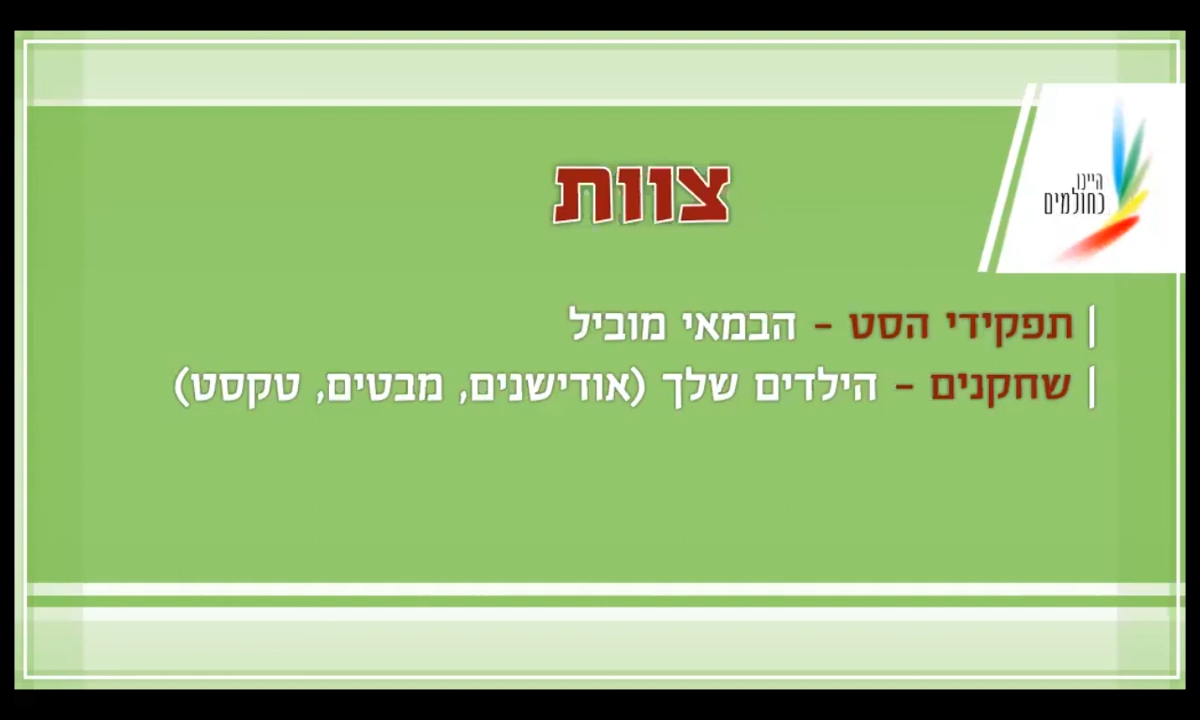 צוות
היינו
כחולמים
| תפקידי הסט - הבמאי מוביל
| שחקנים - הילדים שלך (אודישנים, מבטים, טקסט)